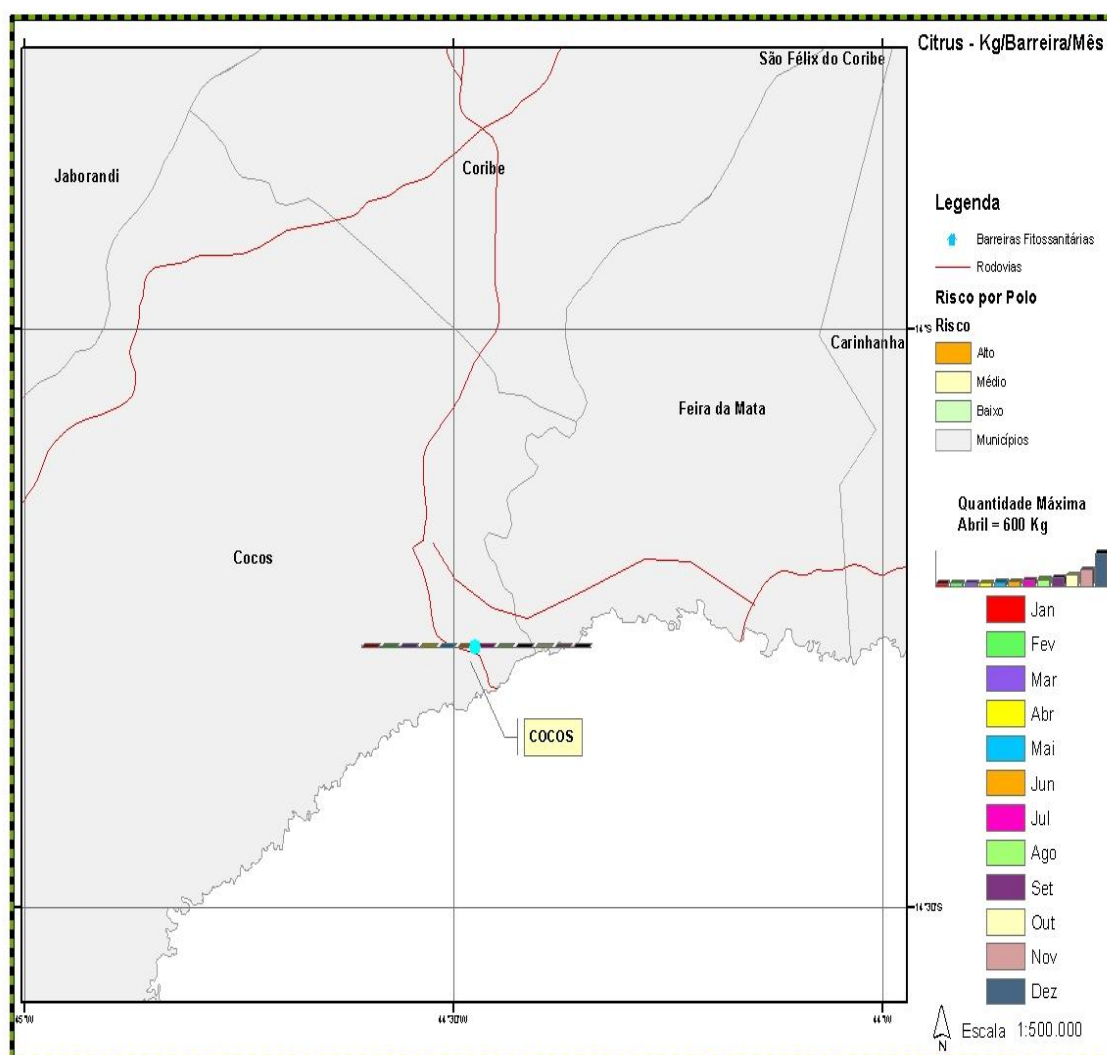 Citrus - Kg/Barreira/Mês
São Félix do Coribe
Jaborandi
Coribe
Carinhanha
Feira da Mata
Cocos
COCOS
14°S
14°30'S
45°W
44°30'W
44°W
Legenda
Barreiras Fitossanitárias
Rodovias
Risco por Polo
Risco
Alto
Médio
Baixo
Municípios
Quantidade Máxima
Abril = 600 Kg
Jan
Fev
Mar
Abr
Mai
Jun
Jul
Ago
Set
Out
Nov
Dez
N
Escala 1:500.000